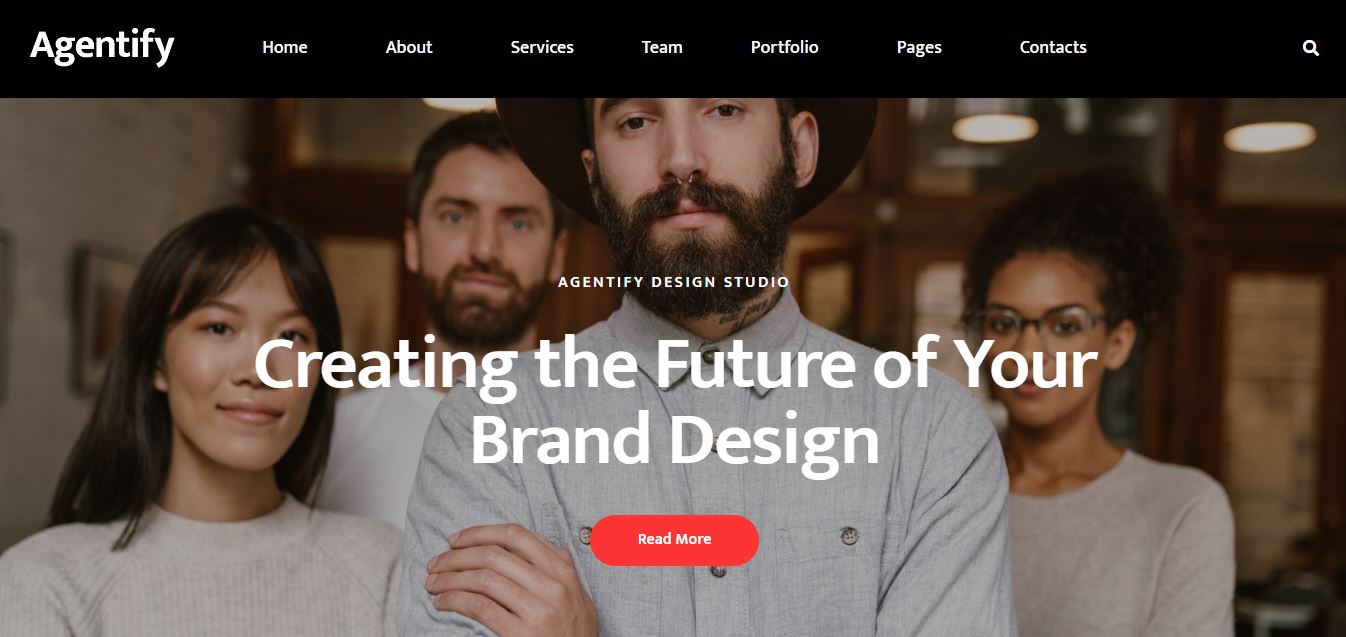 Agentify
Home About Services Team Portfolio Pages Contacts
AGENTIFY DESIGN STUDIO
Creating the Future of Your
Brand Design
Read More